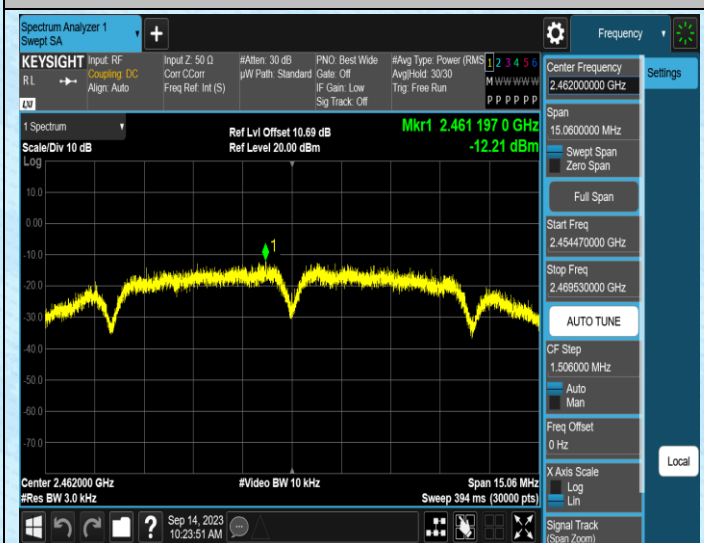 Spectrum Analyzer 1
Swept SA
+
Frequency
KEYSIGHT
RL
LXI
Input: RF
Coupling: DC
Align: Auto
Input Z: 50 Ω
Corr CCorr
Freq Ref: Int (S)
#Atten: 30 dB
µW Path: Standard
PNO: Best Wide
Gate: Off
IF Gain: Low
Sig Track: Off
#Avg Type: Power (RMS
Avg|Hold: 30/30
Trig: Free Run
1 2 3 4 5 6
M W W W W W
P P P P P P
1 Spectrum
Scale/Div 10 dB
Log
Ref Lvl Offset 10.69 dB
Ref Level 20.00 dBm
Mkr1 2.461 197 0 GHz
-12.21 dBm
10.0
0.00
-10.0
-20.0
-30.0
-40.0
-50.0
-60.0
-70.0
1
Center 2.462000 GHz
#Res BW 3.0 kHz
#Video BW 10 kHz
Span 15.06 MHz
Sweep 394 ms (30000 pts)
?
Sep 14, 2023
10:23:51 AM
Center Frequency
2.462000000 GHz
Span
15.0600000 MHz
Swept Span
Zero Span
Full Span
Start Freq
2.454470000 GHz
Stop Freq
2.469530000 GHz
AUTO TUNE
CF Step
1.506000 MHz
Auto
Man
Freq Offset
0 Hz
X Axis Scale
Log
Lin
Signal Track
(Span Zoom)
Settings
Local